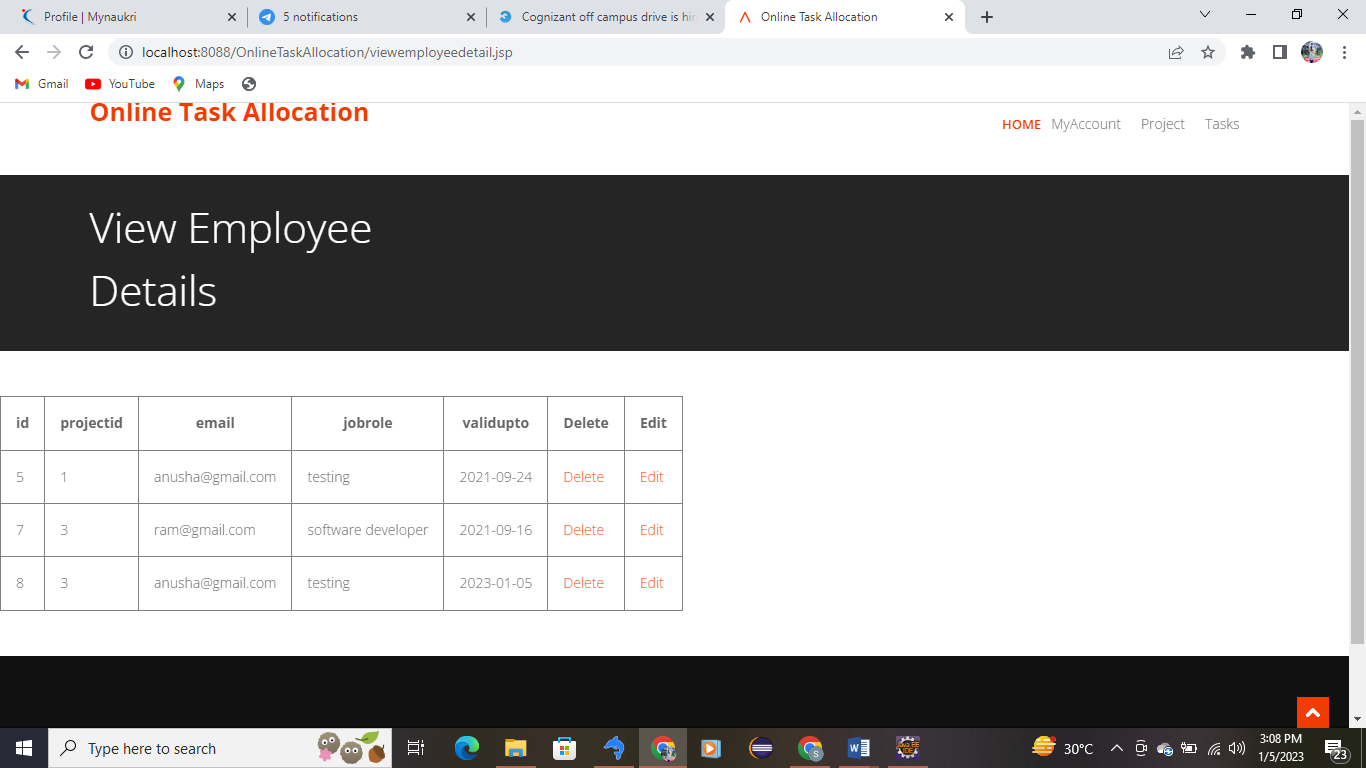 Profile | Mynaukri
5 notifications
Cognizant off campus drive is hir
Online Task Allocation
localhost:8088/OnlineTaskAllocation/viewemployeedetail.jsp
Gmail YouTube Maps
Online Task Allocation
HOME MyAccount Project Tasks
View Employee
Details
id projectid email jobrole validupto Delete Edit
5 1 anusha@gmail.com testing 2021-09-24 Delete Edit
7 3 ram@gmail.com software developer 2021-09-16 Delete Edit
8 3 anusha@gmail.com testing 2023-01-05 Delete Edit
Type here to search
30°C
3:08 PM
1/5/2023
23